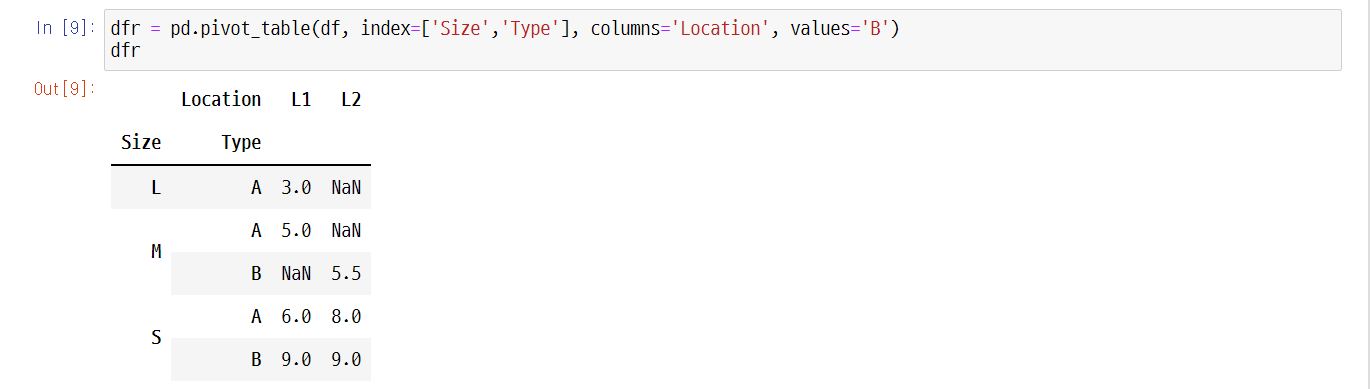 In [9]: dfr = pd.pivot_table(df, index=['Size','Type'], columns='Location', values='B')
dfr
Out[9]:
Location L1 L2
Size Type
L A 3.0 NaN
A 5.0 NaN
M
B NaN 5.5
A 6.0 8.0
S
B 9.0 9.0